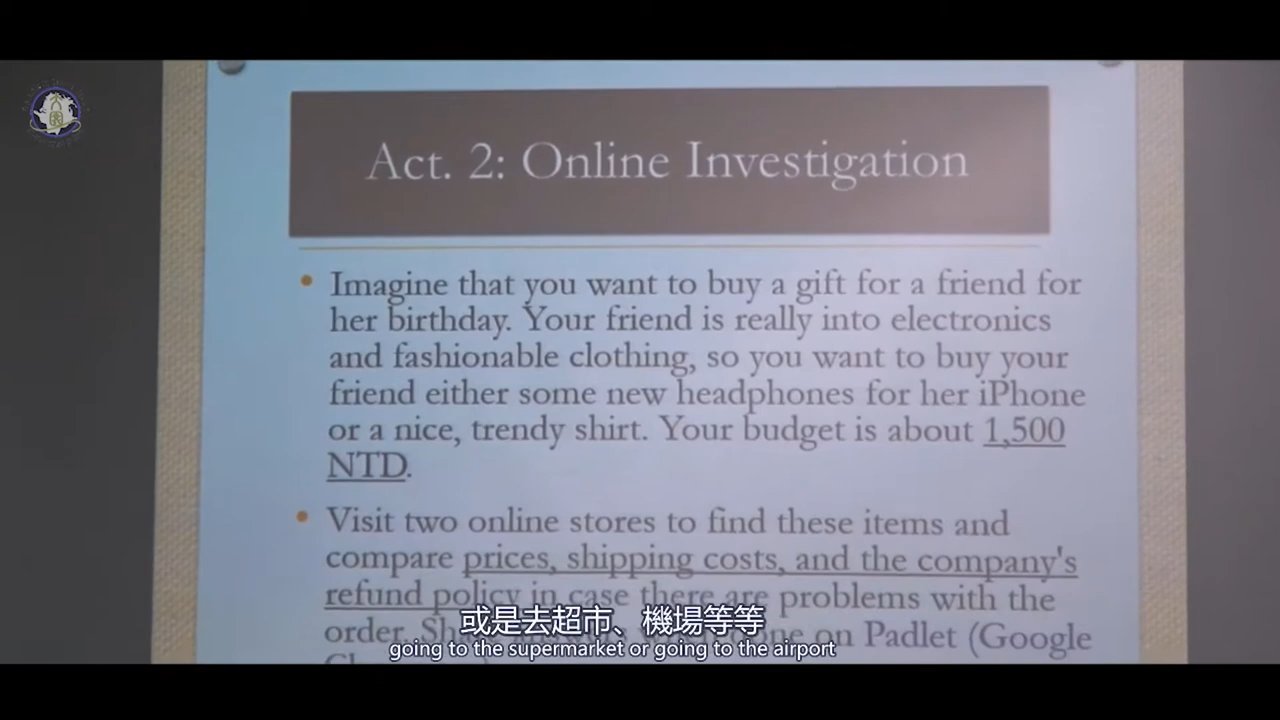 Act. 2: Online Investigation
• Imagine that you want to buy a gift for a friend for
her birthday. Your friend is really into electronics
and fashionable clothing, so you want to buy your
friend either some new headphones for her iPhone
or a nice, trendy shirt. Your budget is about 1,500
NTD.
• Visit two online stores to find these items and
compare prices, shipping costs, and the company's
refund policy in case there are problems with the
order. on Padlet (Google
或是去超市、機場等等
going to the supermarket or going to the airport